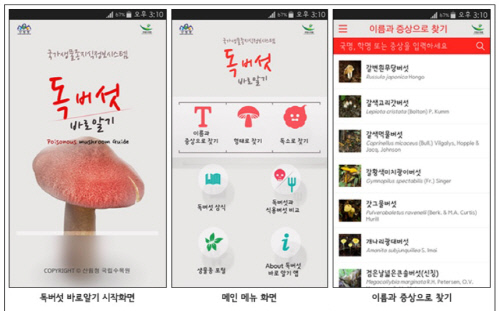 67% 오후 3:10
국가생물종지식정보시스템
독버섯
바로알기
Poisonous mushroom Guide
COPYRIGHT © 산림청 국립수목원
67% 오후 3:10
국가생물종지식정보시스템
독버섯
바로알기
이름과
증상으로 찾기
형태로 찾기
독소로 찾기
독버섯 상식
독버섯과
식용버섯 비교
생물종 포털
About 독버섯
바로 알기 앱
67% 오후 3:10
이름과 증상으로 찾기
국명, 학명 또는 증상을 입력하세요
갈변흰무당버섯
Russula japonica Hongo
갈색고리갓버섯
Lepiota cristata (Bolton) P. Kumm
갈색먹물버섯
Coprinellus micaceus (Bull.) Vilgalys, Hopple &
Jacq. Johnson
갈황색미치광이버섯
Gymnopilus spectabilis (Fr.) Singer
갓그물버섯
Pulveroboletus ravenelii (Berk. & M.A. Curtis)
Murill
개나리광대버섯
Amanita subjunquillea S. Imai
검은날넓은큰솔버섯(신칭)
Megacollybia marginata R.H. Petersen, O.V.
독버섯 바로알기 시작화면
메인 메뉴 화면
이름과 증상으로 찾기